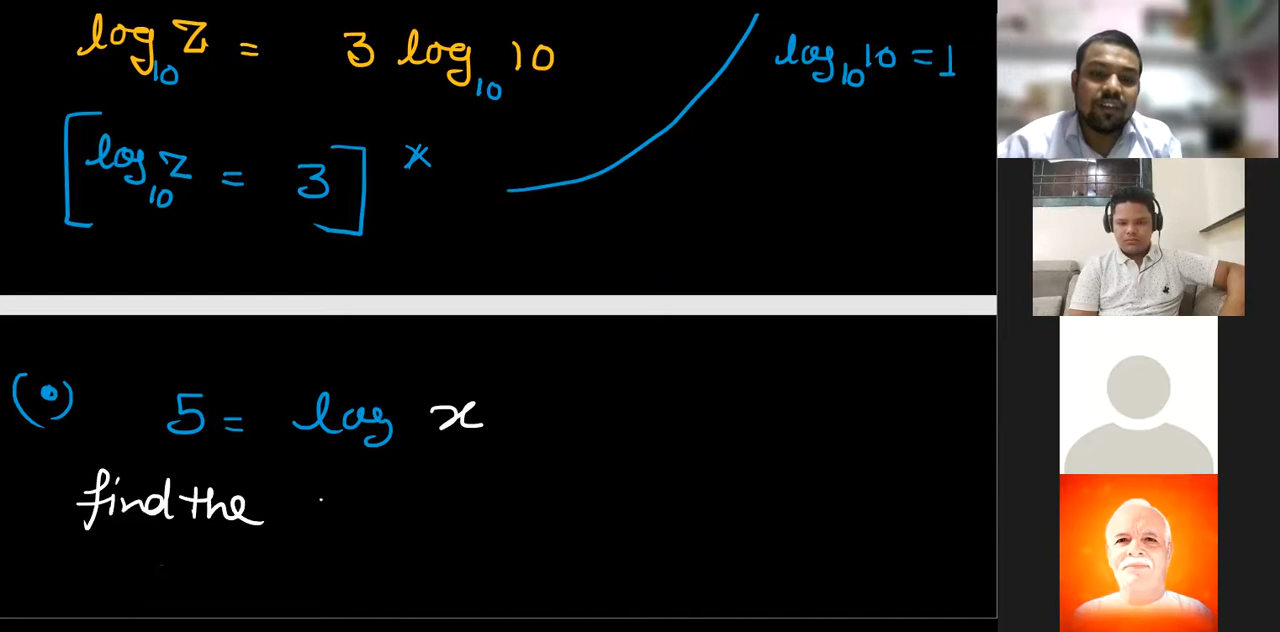 log₁₀ z = 3 log₁₀ 10
log₁₀ 10 = 1
[log₁₀ z = 3] *
(•) 5 = log x
find the